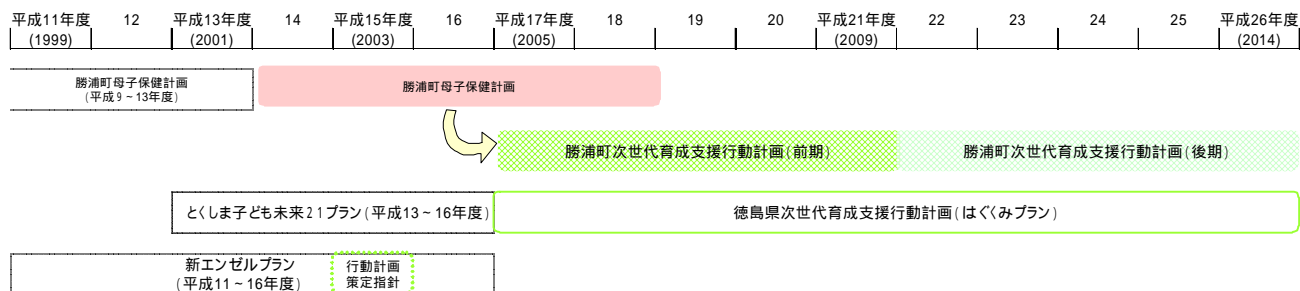 平成11年度 12 平成13年度 14 平成15年度 16 平成17年度 18 19 20 平成21年度 22 23 24 25 平成26年度
(1999) (2001) (2003) (2005) (2009) (2014)
勝浦町母子保健計画
(平成9~13年度)
勝浦町母子保健計画
勝浦町次世代育成支援行動計画(前期)
勝浦町次世代育成支援行動計画(後期)
とくしま子ども未来21プラン(平成13~16年度)
徳島県次世代育成支援行動計画(はぐくみプラン)
新エンゼルプラン
(平成11~16年度)
行動計画
策定指針